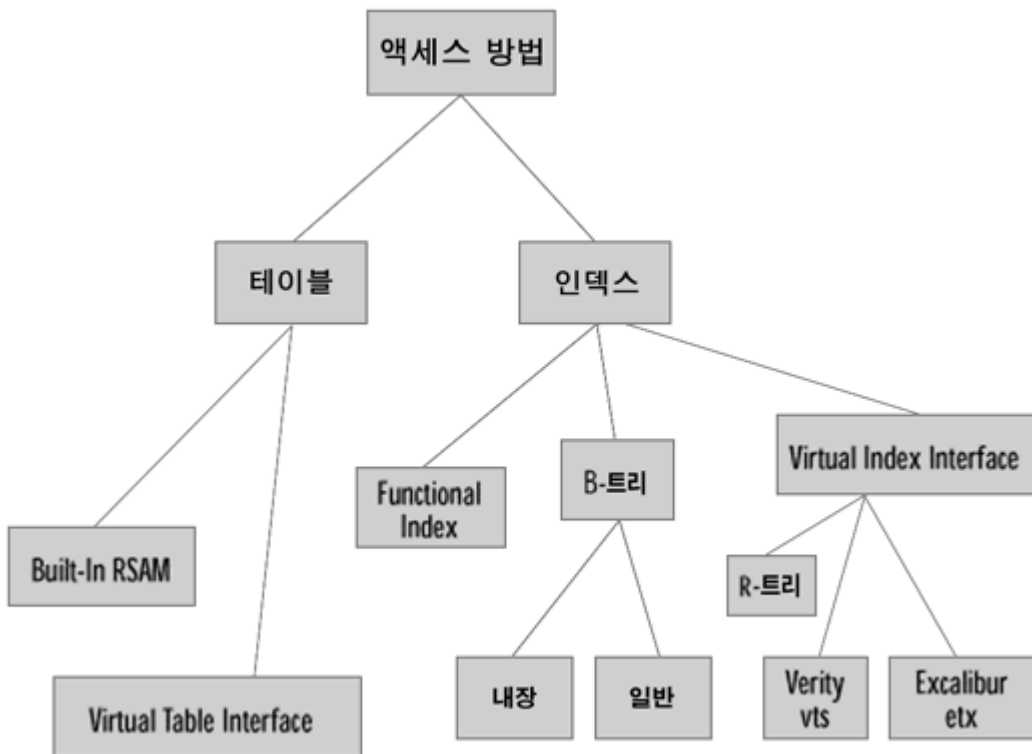 액세스 방법
테이블
인덱스
Functional
Index
B-트리
Virtual Index Interface
Built-In RSAM
R-트리
Virtual Table Interface
내장
일반
Verity
vts
Excalibur
etx